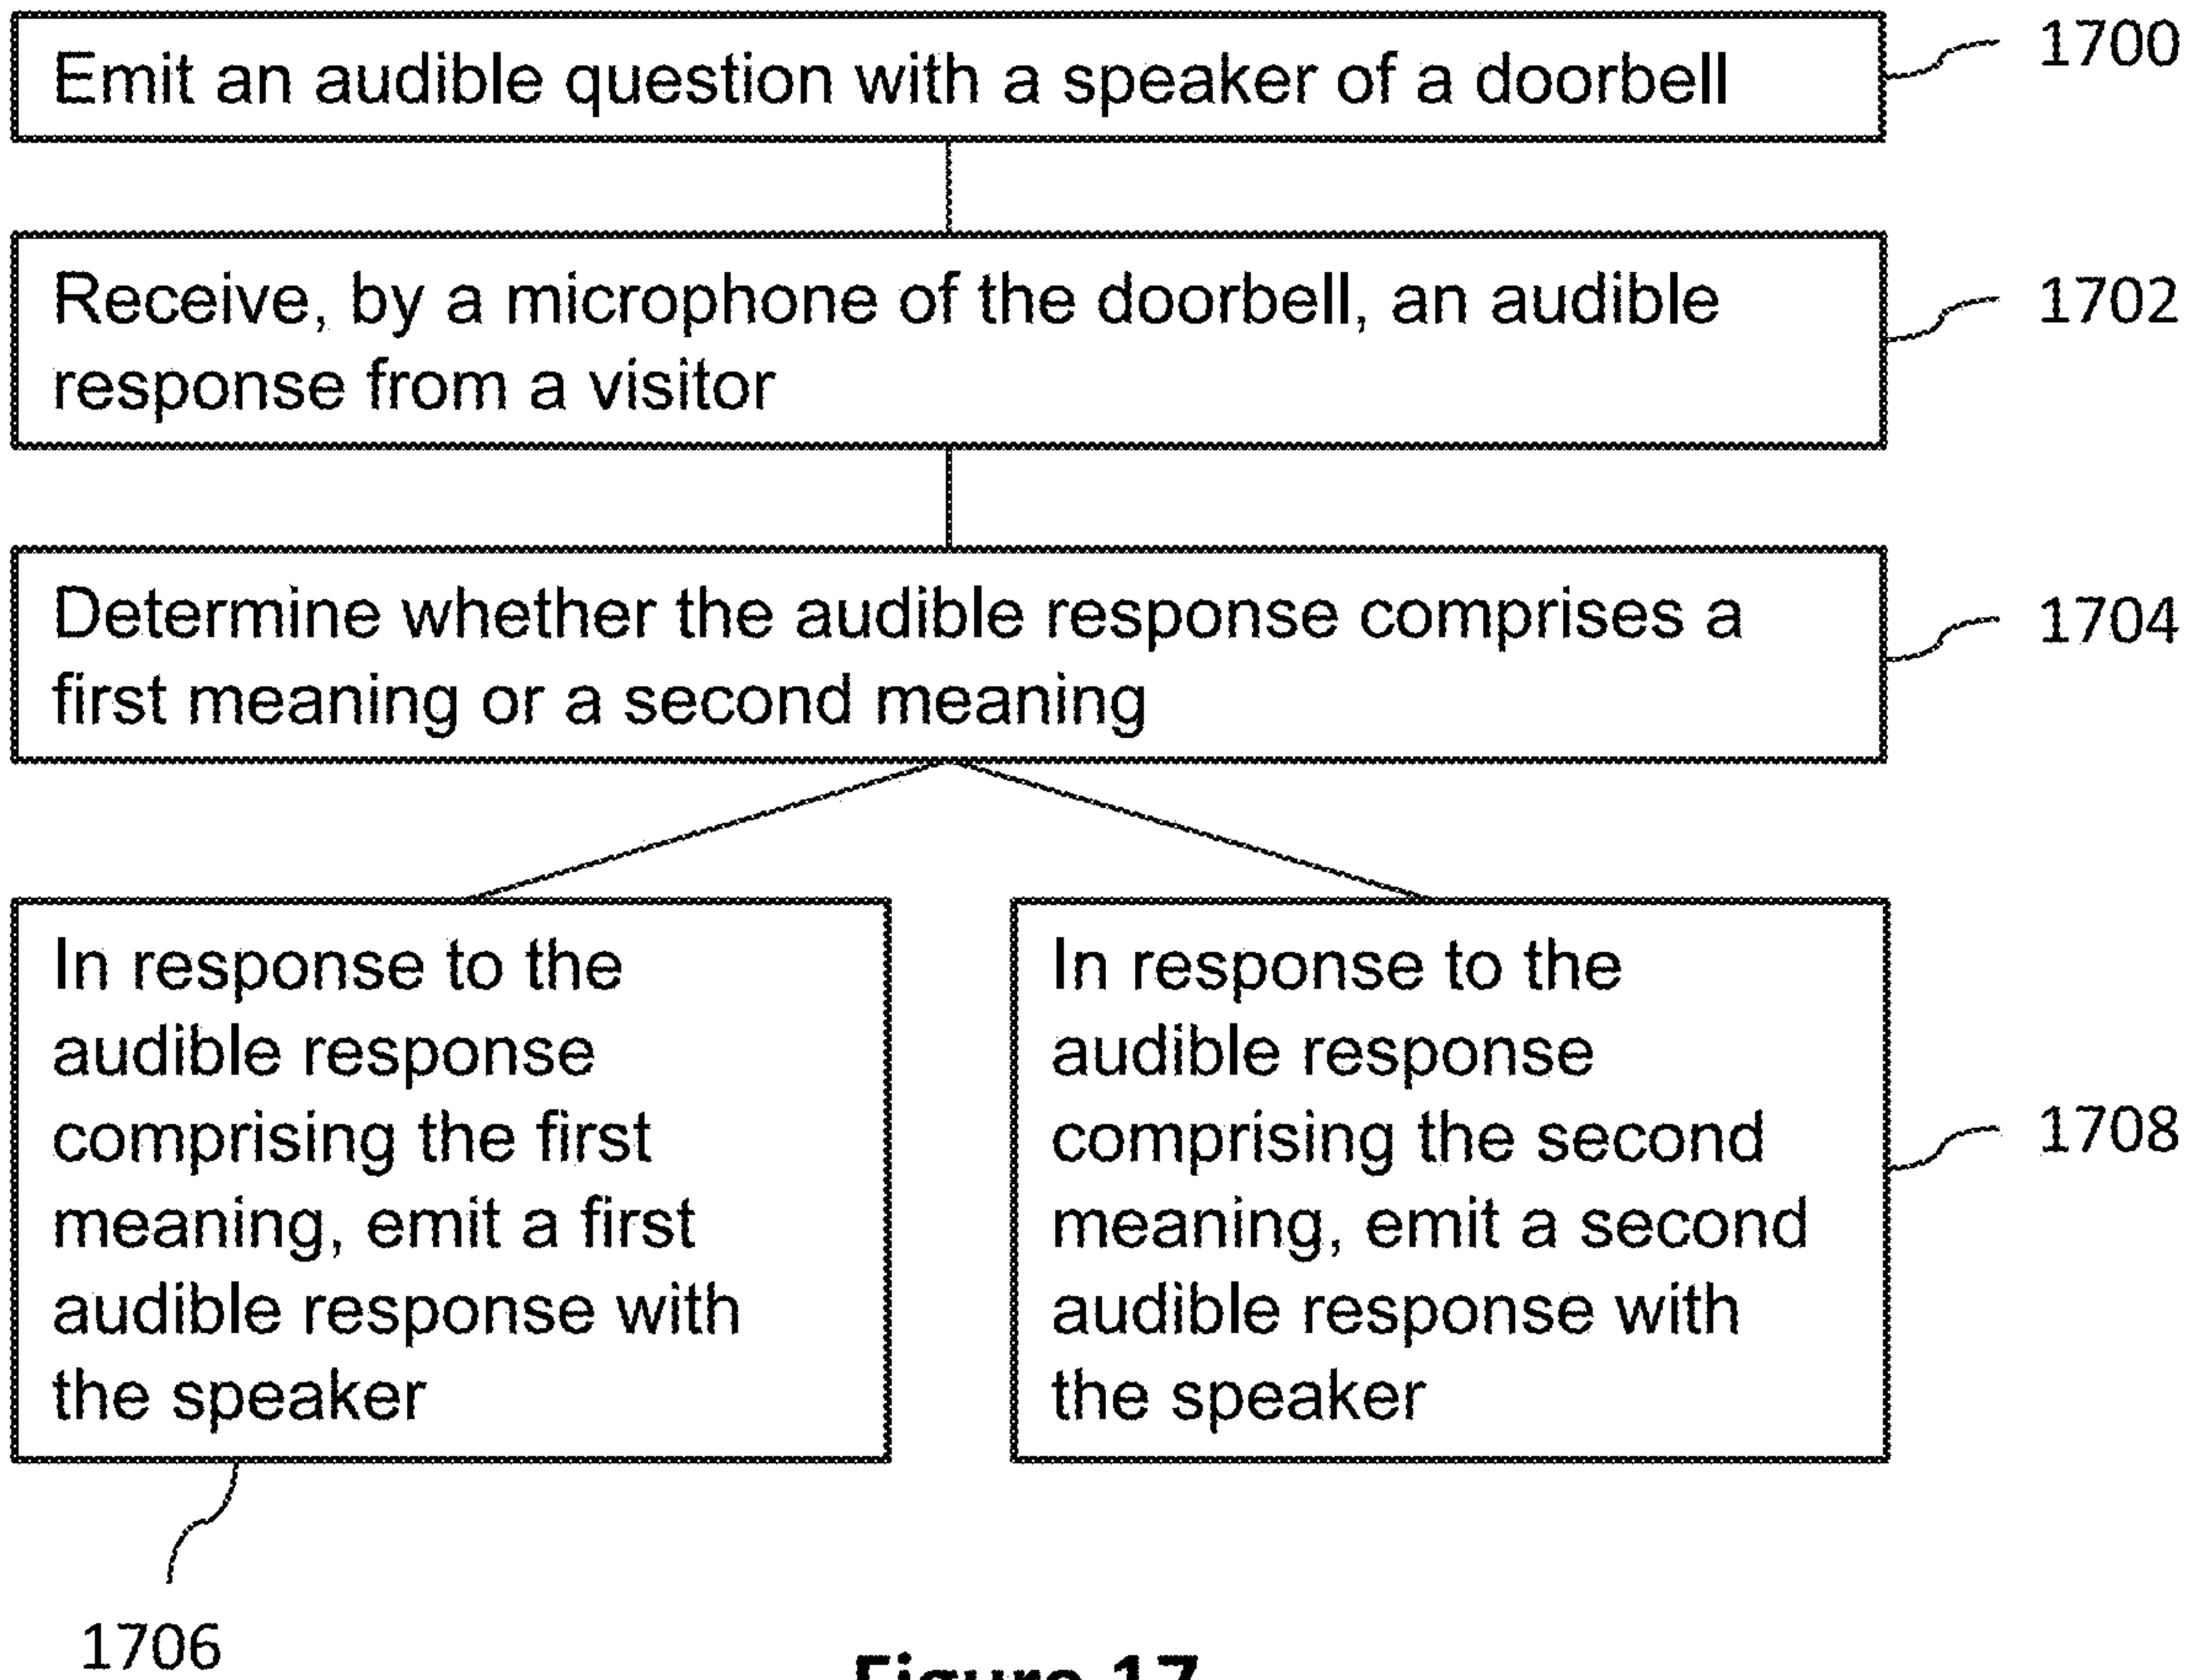 Emit an audible question with a speaker of a doorbell
1700
Receive, by a microphone of the doorbell, an audible
response from a visitor
1702
Determine whether the audible response comprises a
first meaning or a second meaning
1704
In response to the
audible response
comprising the first
meaning, emit a first
audible response with
the speaker
1706
In response to the
audible response
comprising the second
meaning, emit a second
audible response with
the speaker
1708
Figure 17